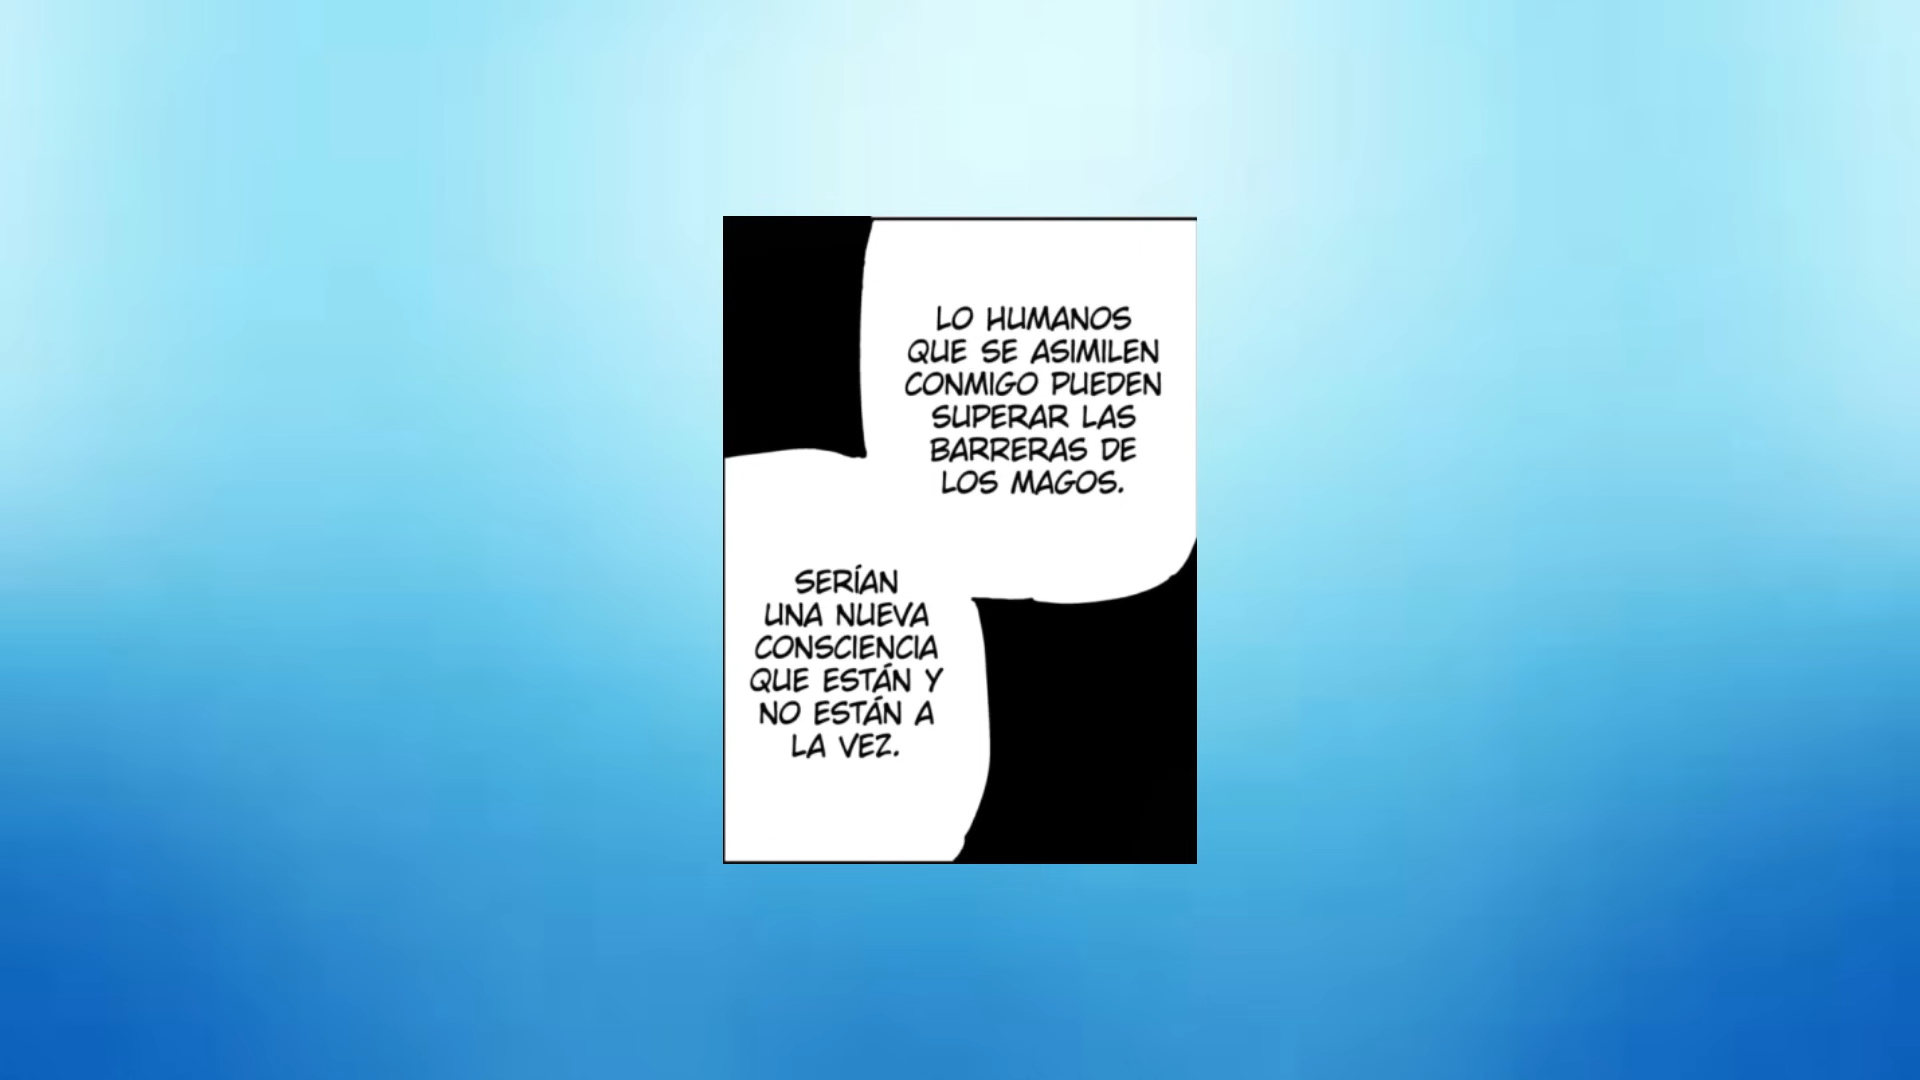 LO HUMANOS
QUE SE ASIMILEN
CONMIGO PUEDEN
SUPERAR LAS
BARRERAS DE
LOS MAGOS.
SERÍAN
UNA NUEVA
CONSCIENCIA
QUE ESTÁN Y
NO ESTÁN A
LA VEZ.